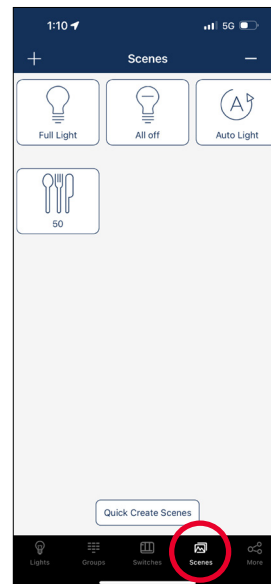 1:10 5G
+ Scenes −
Full Light All off A Auto Light
50
Quick Create Scenes
Lights Groups Switches Scenes More